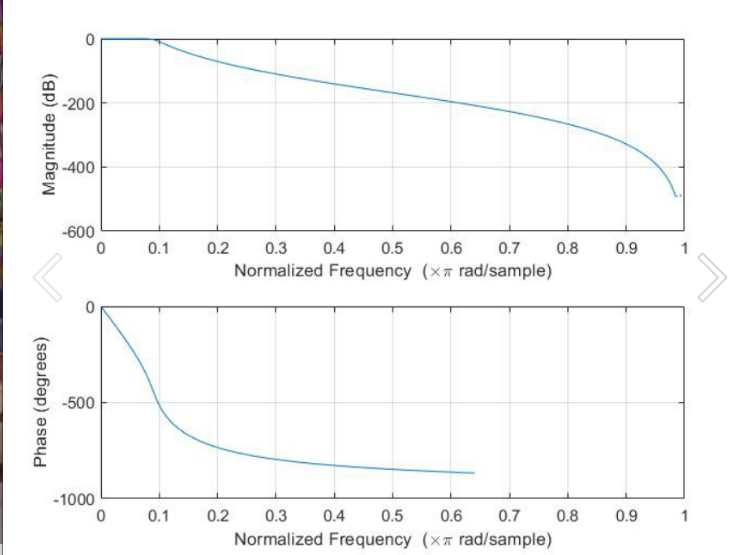 0
-200
-400
-600
Magnitude (dB)
0 0.1 0.2 0.3 0.4 0.5 0.6 0.7 0.8 0.9 1
Normalized Frequency (×π rad/sample)
0
-500
-1000
Phase (degrees)
0 0.1 0.2 0.3 0.4 0.5 0.6 0.7 0.8 0.9 1
Normalized Frequency (×π rad/sample)